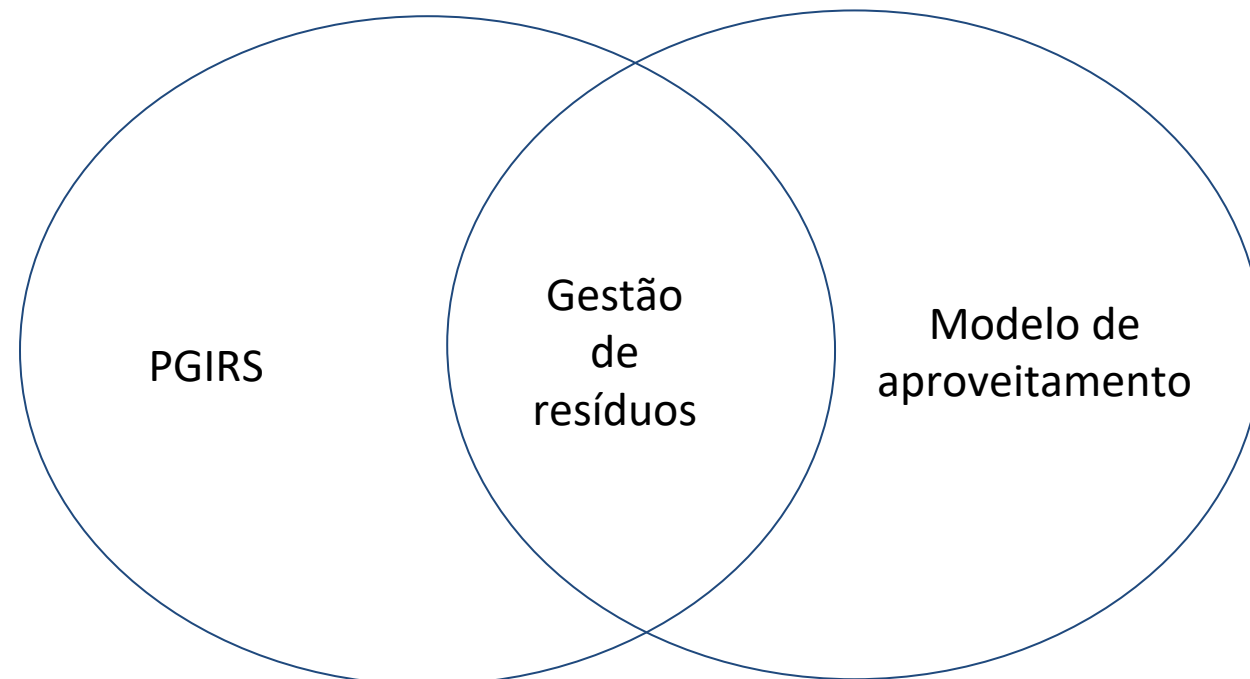 PGIRS
Gestão
de
resíduos
Modelo de
aproveitamento